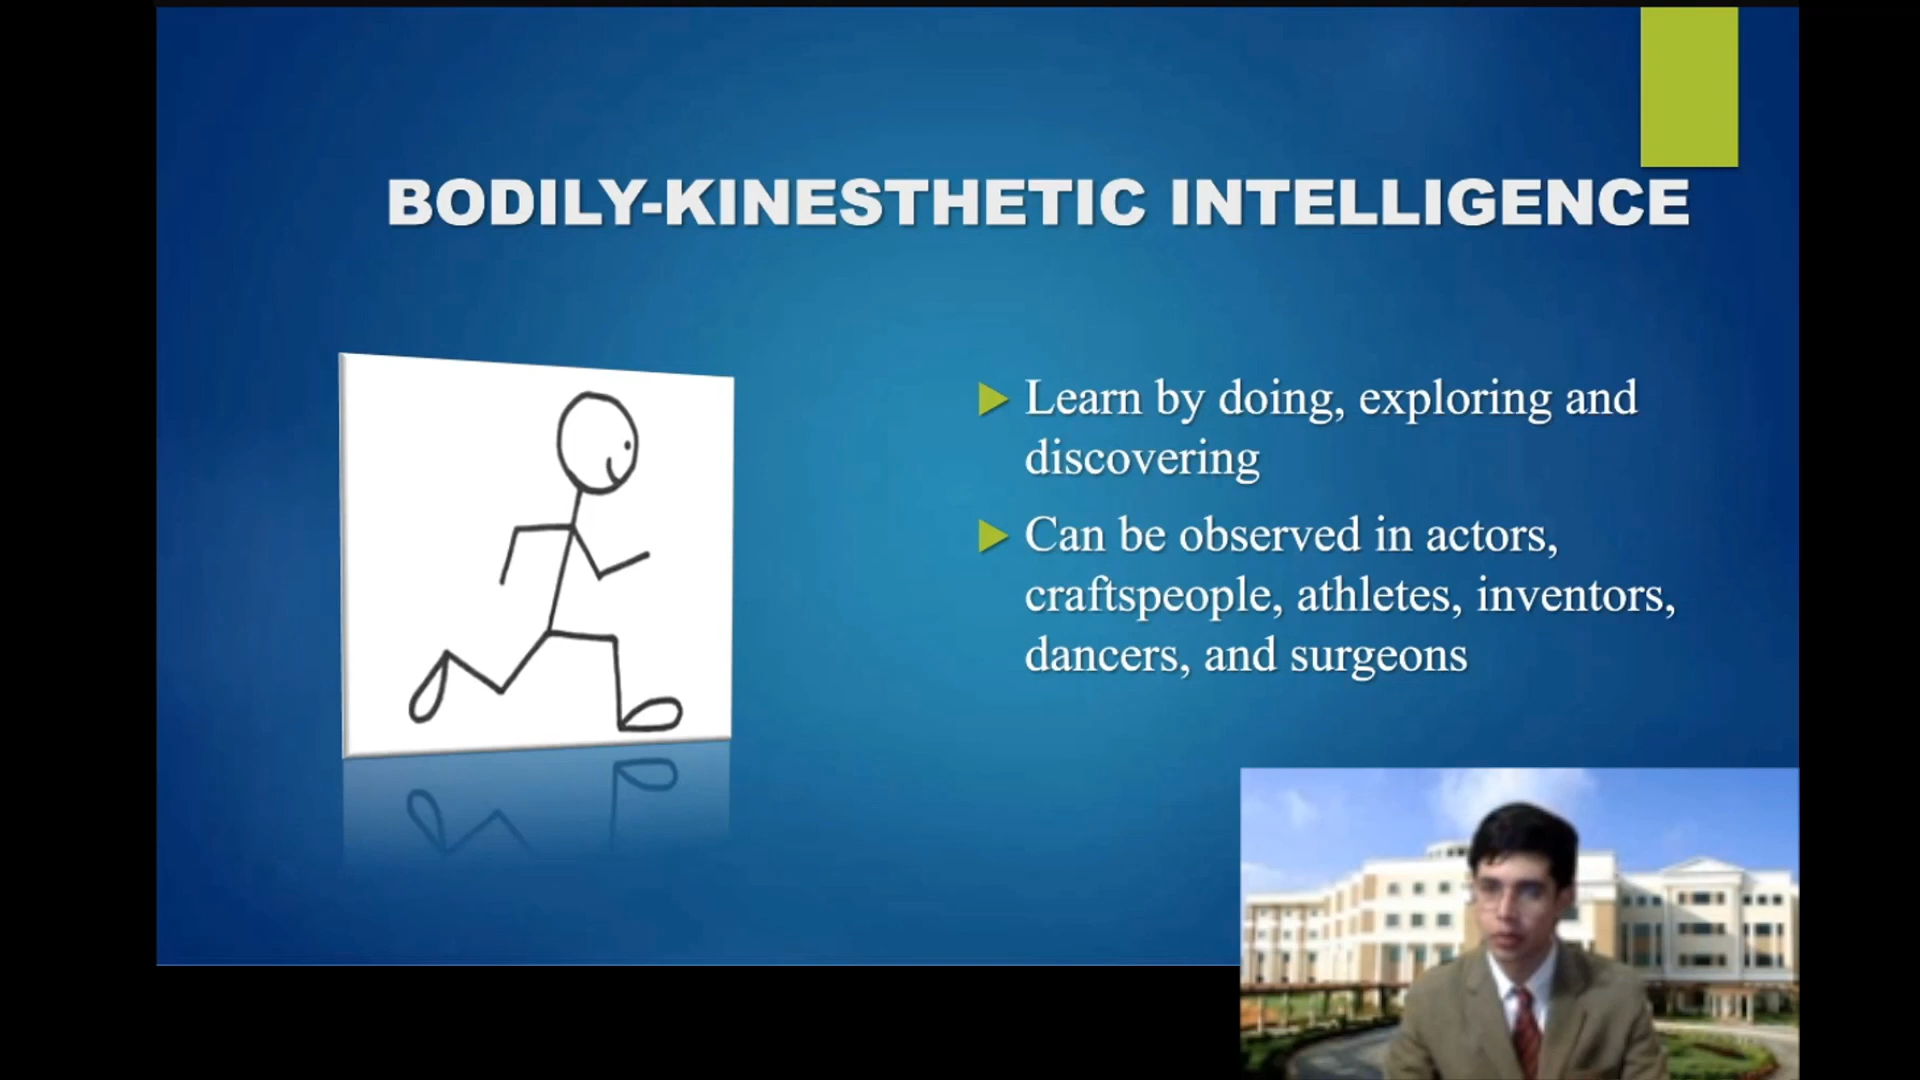 BODILY-KINESTHETIC INTELLIGENCE
Learn by doing, exploring and
discovering
Can be observed in actors,
craftspeople, athletes, inventors,
dancers, and surgeons